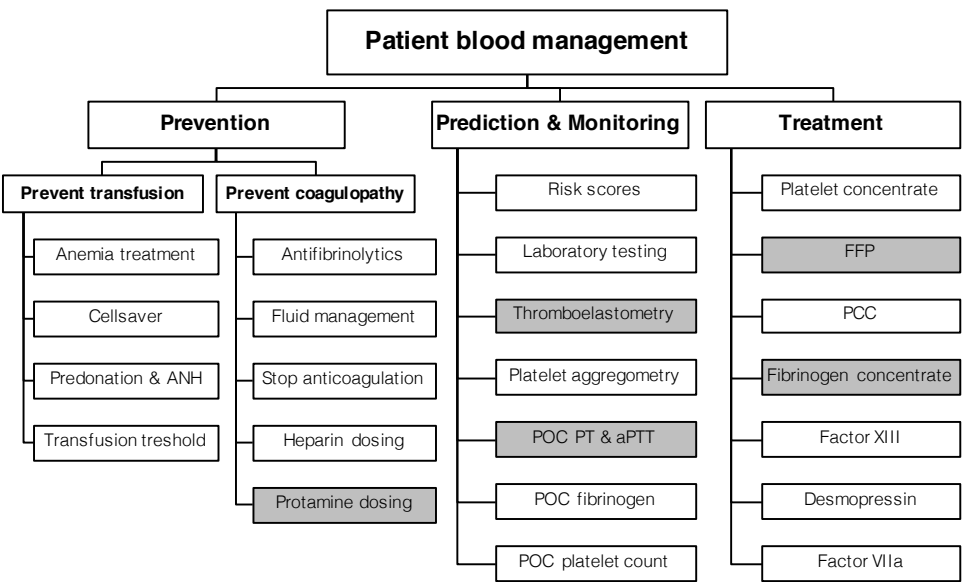 Patient blood management
Prevention
Prediction & Monitoring
Treatment
Prevent transfusion
Prevent coagulopathy
Anemia treatment
Cellsaver
Predonation & ANH
Transfusion treshold
Antifibrinolytics
Fluid management
Stop anticoagulation
Heparin dosing
Protamine dosing
Risk scores
Laboratory testing
Thromboelastometry
Platelet aggregometry
POC PT & aPTT
POC fibrinogen
POC platelet count
Platelet concentrate
FFP
PCC
Fibrinogen concentrate
Factor XIII
Desmopressin
Factor VIIa